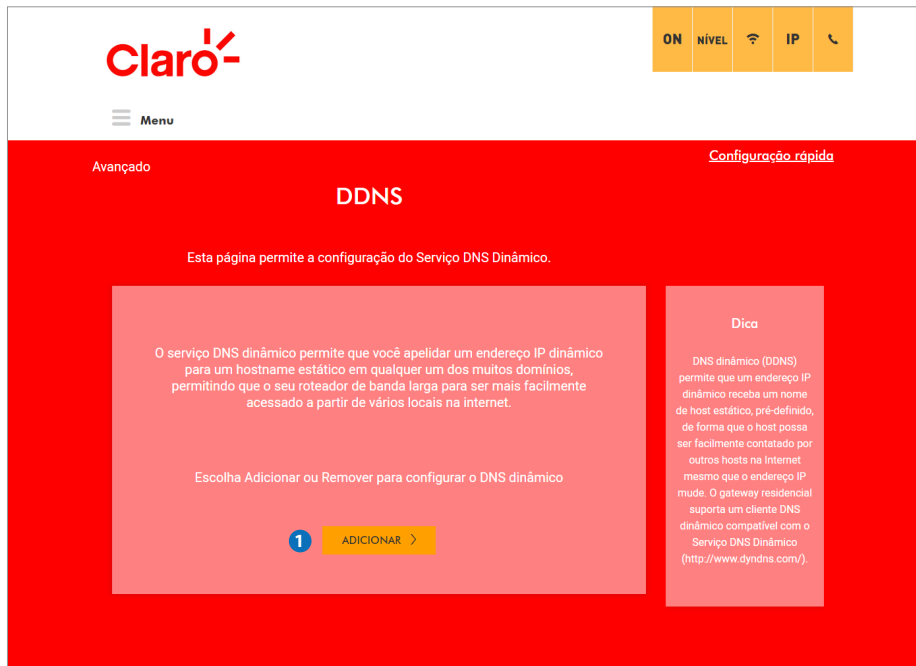 Claro
ON NÍVEL IP
Menu
Configuração rápida
Avançado
DDNS
Esta página permite a configuração do Serviço DNS Dinâmico.
O serviço DNS dinâmico permite que você apelidar um endereço IP dinâmico
para um hostname estático em qualquer um dos muitos domínios,
permitindo que o seu roteador de banda larga para ser mais facilmente
acessado a partir de vários locais na internet.
Escolha Adicionar ou Remover para configurar o DNS dinâmico
1 ADICIONAR
Dica
DNS dinâmico (DDNS)
permite que um endereço IP
dinâmico receba um nome
de host estático, pré-definido,
de forma que o host possa
ser facilmente contatado por
outros hosts na Internet
mesmo que o endereço IP
mude. O gateway residencial
suporta um cliente DNS
dinâmico compatível com o
Serviço DNS Dinâmico
(http://www.dyndns.com/).